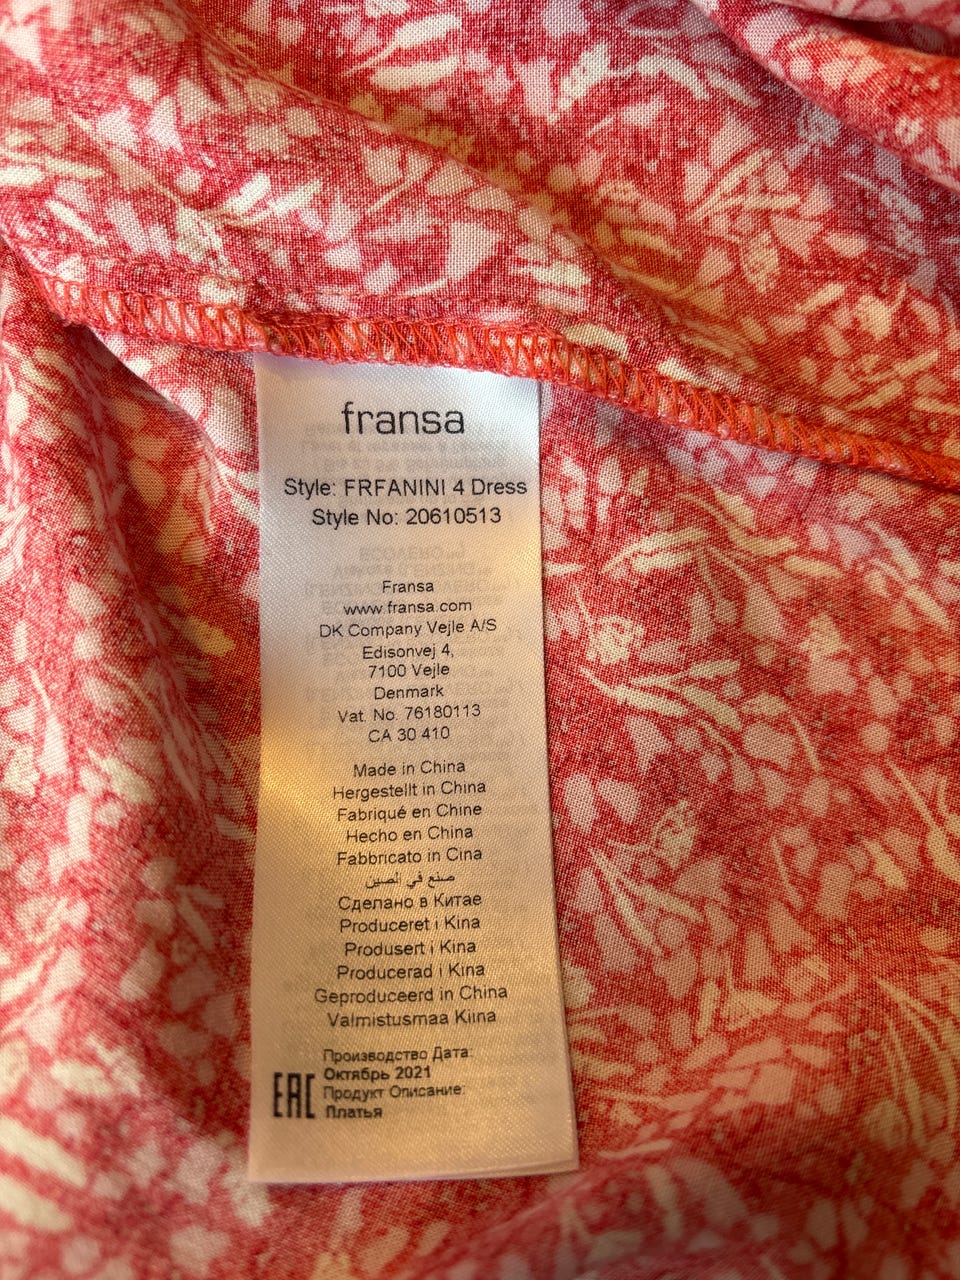 fransa
Style: FRFANINI 4 Dress
Style No: 20610513
Fransa
www.fransa.com
DK Company Vejle A/S
Edisonvej 4,
7100 Vejle
Denmark
Vat. No. 76180113
CA 30 410
Made in China
Hergestellt in China
Fabriqué en Chine
Hecho en China
Fabbricato in Cina
صنع في الصين
Сделано в Китае
Produceret i Kina
Produsert i Kina
Producerad i Kina
Geproduceerd in China
Valmistusmaa Kiina
Производство Дата:
Октябрь 2021
Продукт Описание:
Платья
EAC